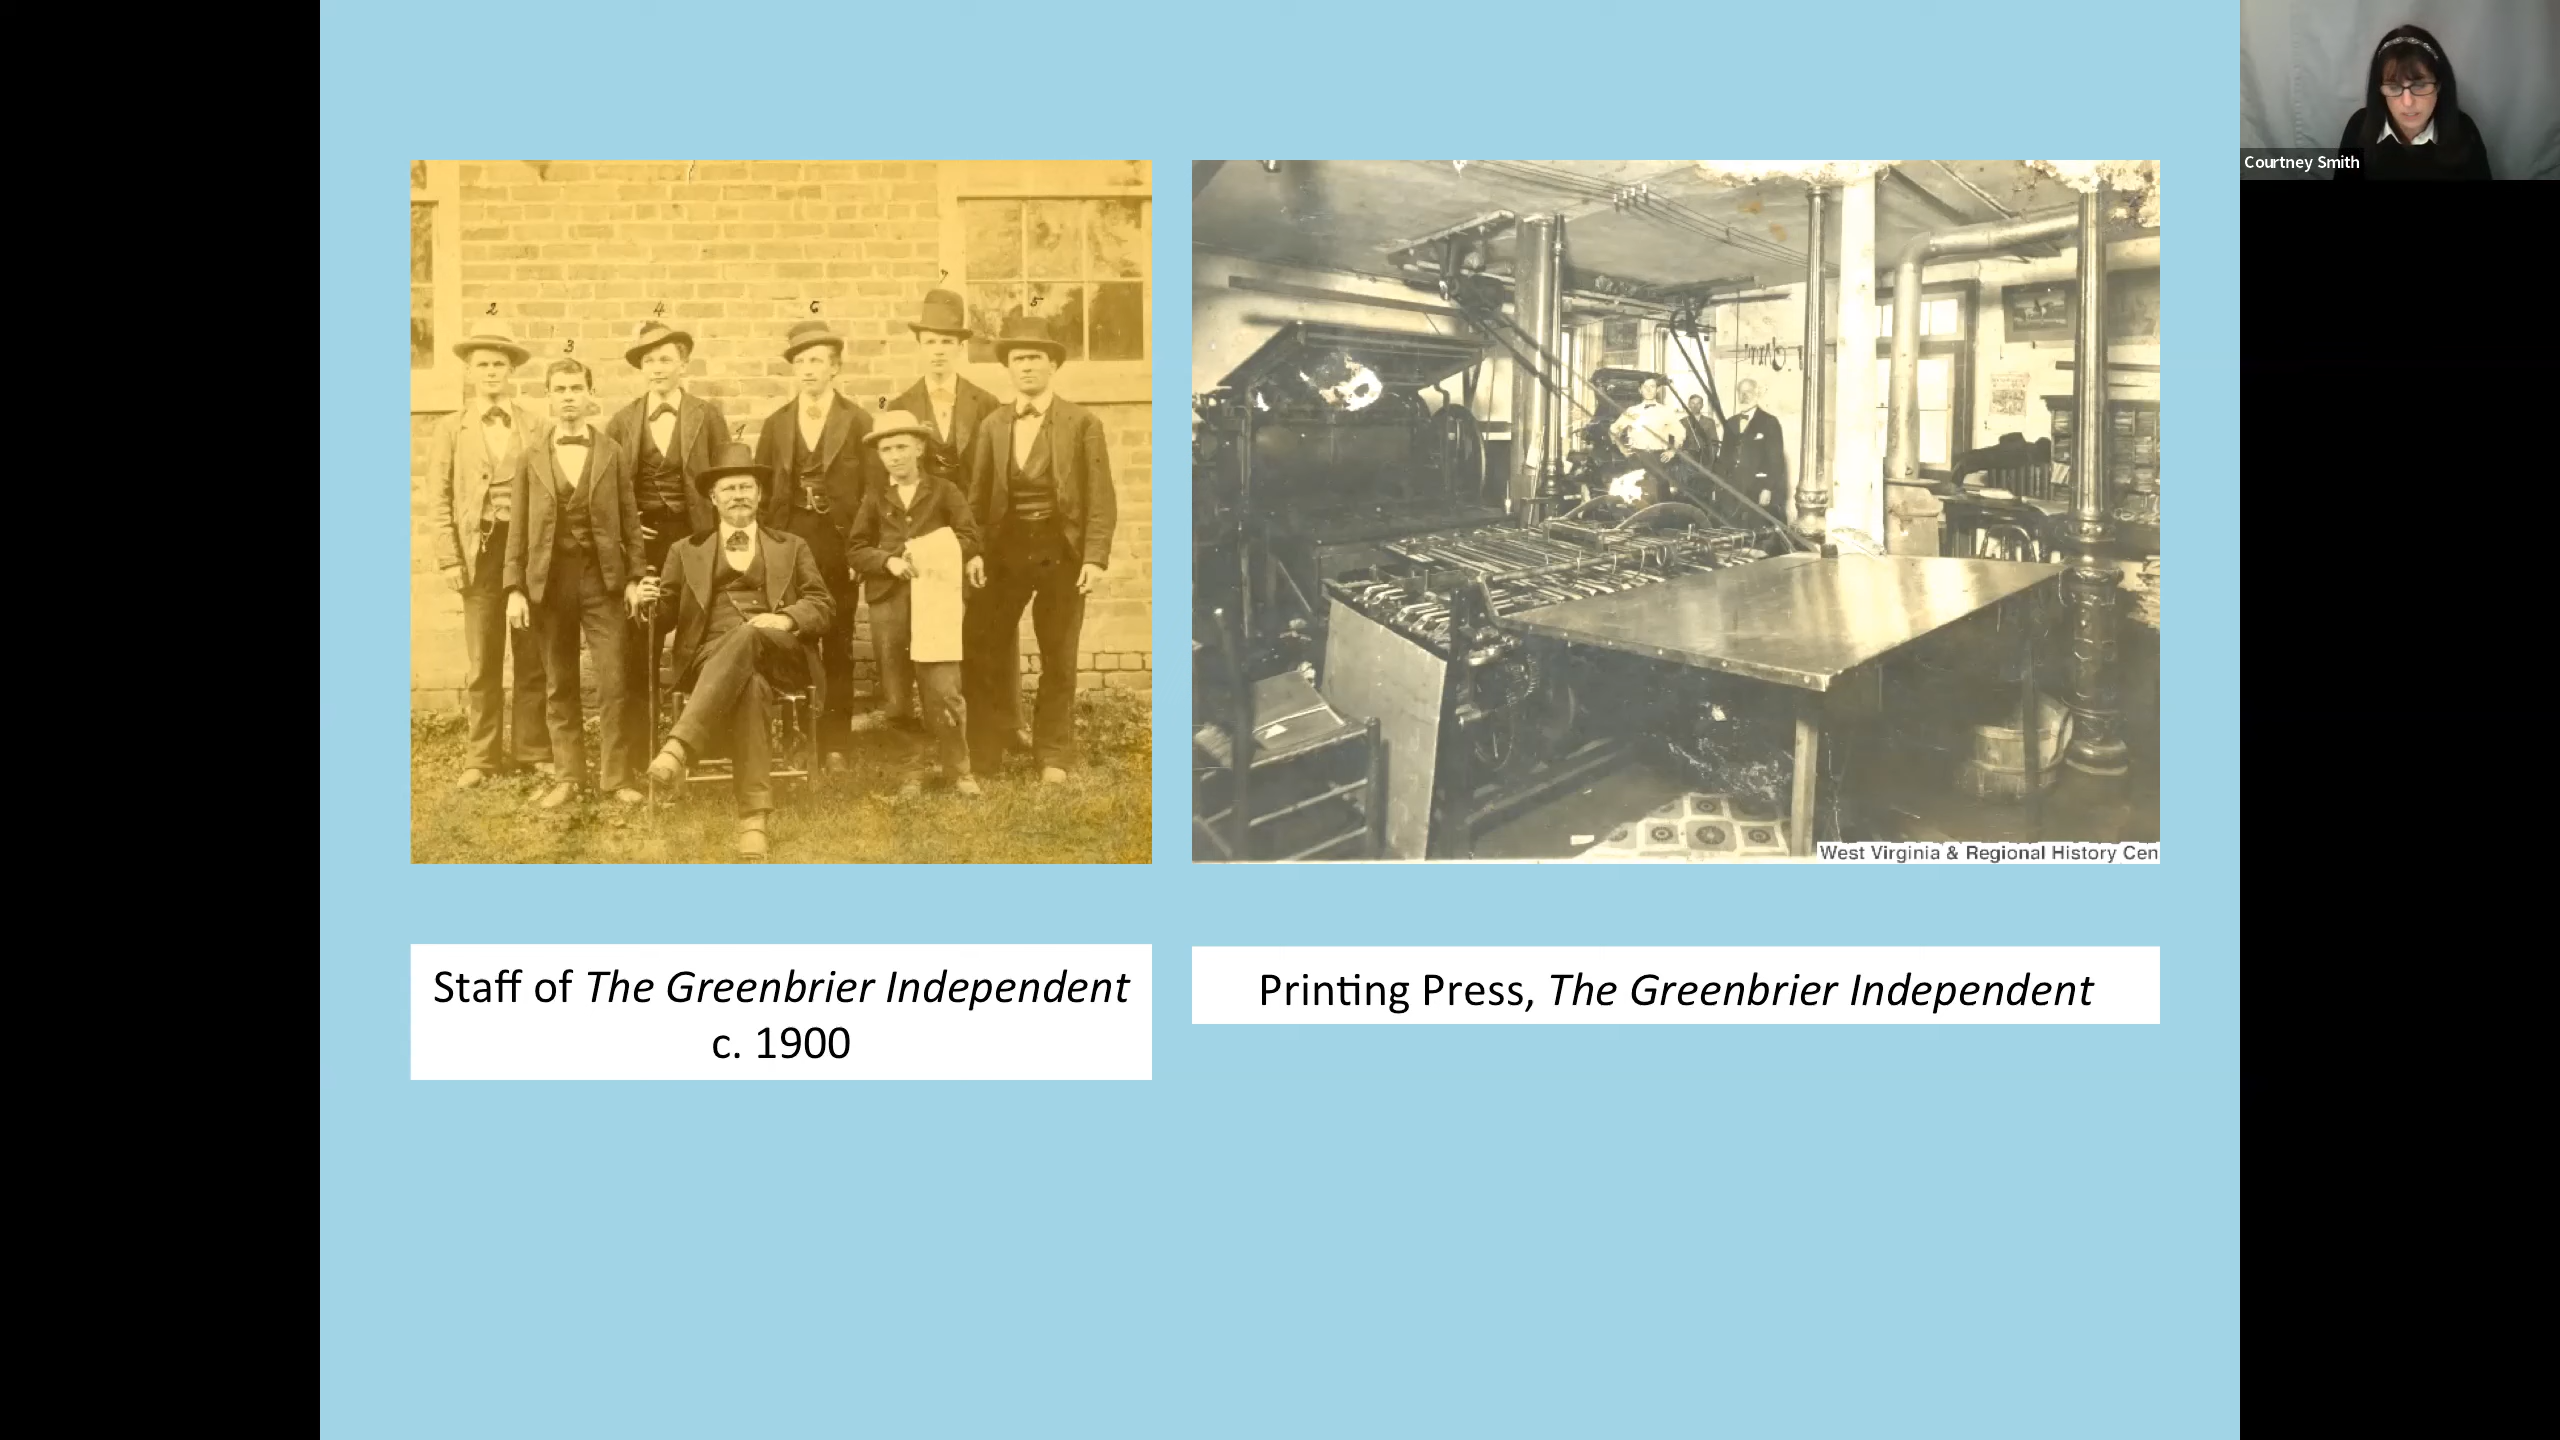 2
3
4
6
7
5
8
1
West Virginia & Regional History Cen
Staff of The Greenbrier Independent
c. 1900
Printing Press, The Greenbrier Independent
Courtney Smith